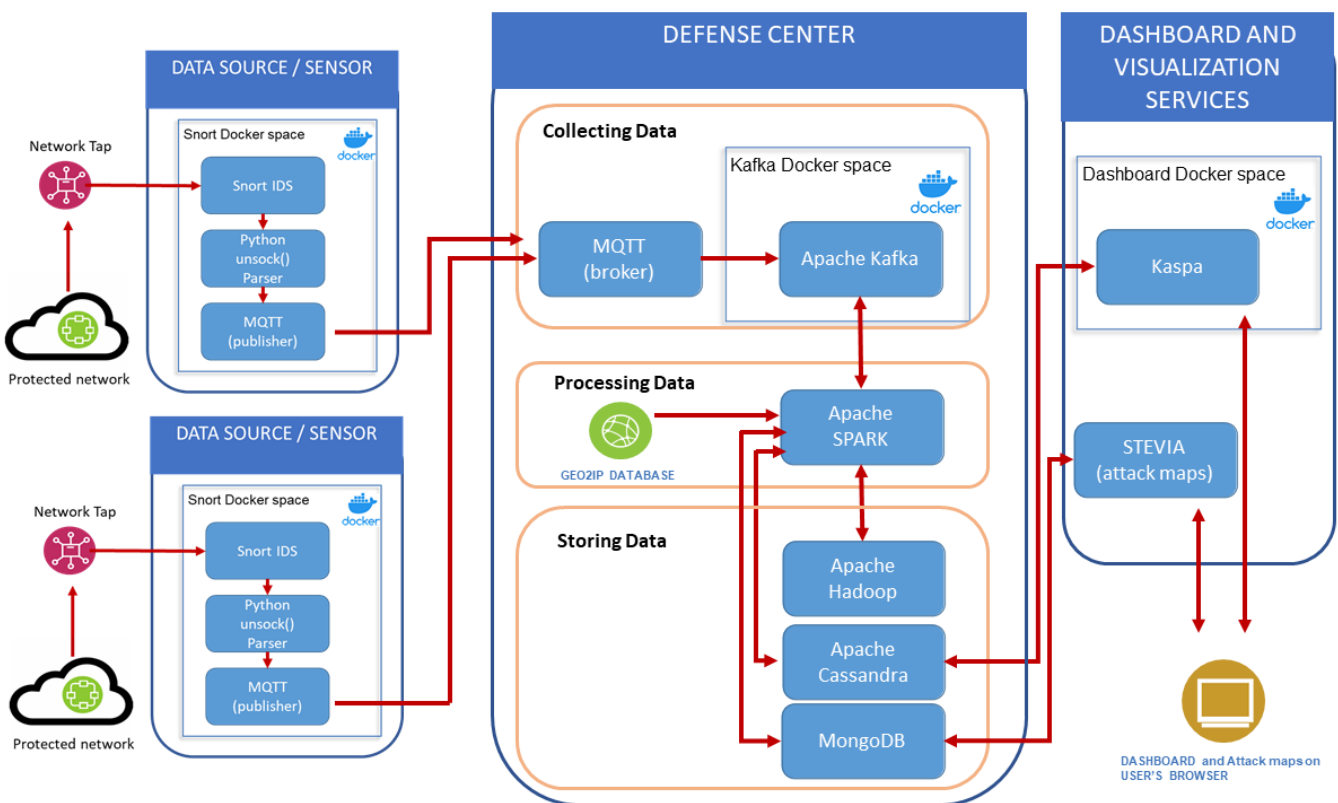 DATA SOURCE / SENSOR
Snort Docker space
docker
Network Tap
Snort IDS
Python
unsock()
Parser
MQTT
(publisher)
Protected network
DATA SOURCE / SENSOR
Snort Docker space
docker
Network Tap
Snort IDS
Python
unsock()
Parser
MQTT
(publisher)
Protected network
DEFENSE CENTER
Collecting Data
Kafka Docker space
docker
MQTT
(broker)
Apache Kafka
Processing Data
GEO2IP DATABASE
Apache
SPARK
Storing Data
Apache
Hadoop
Apache
Cassandra
MongoDB
DASHBOARD AND
VISUALIZATION
SERVICES
Dashboard Docker space
docker
Kaspa
STEVIA
(attack maps)
DASHBOARD and Attack maps on
USER'S BROWSER